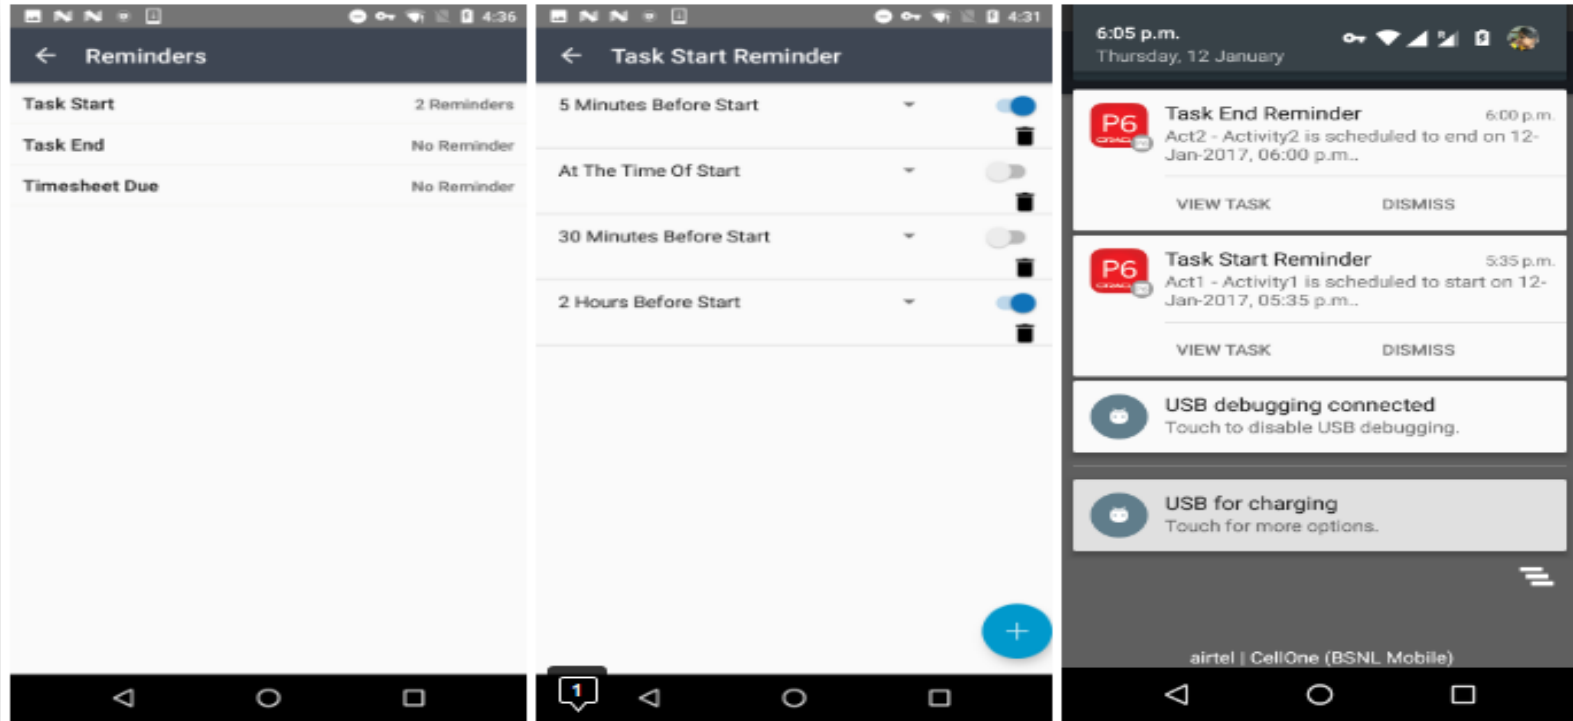 4:36
Reminders
Task Start 2 Reminders
Task End No Reminder
Timesheet Due No Reminder
4:31
Task Start Reminder
5 Minutes Before Start
At The Time Of Start
30 Minutes Before Start
2 Hours Before Start
1
6:05 p.m.
Thursday, 12 January
P6
ORACLE
Task End Reminder 6:00 p.m.
Act2 - Activity2 is scheduled to end on 12-
Jan-2017, 06:00 p.m..
VIEW TASK DISMISS
P6
ORACLE
Task Start Reminder 5:35 p.m.
Act1 - Activity1 is scheduled to start on 12-
Jan-2017, 05:35 p.m..
VIEW TASK DISMISS
USB debugging connected
Touch to disable USB debugging.
USB for charging
Touch for more options.
airtel | CellOne (BSNL Mobile)